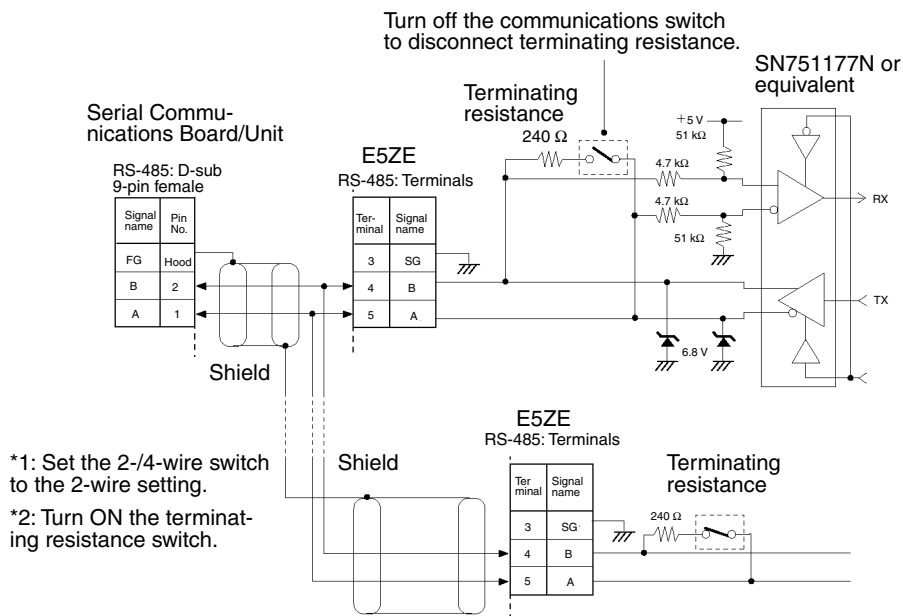 Turn off the communications switch
to disconnect terminating resistance.
SN751177N or
equivalent
Terminating
resistance
240 Ω
+5 V
51 kΩ
4.7 kΩ
4.7 kΩ
51 kΩ
RX
TX
6.8 V
Serial Commu-
nications Board/Unit
RS-485: D-sub
9-pin female
Signal
name
Pin
No.
FG
Hood
B
2
A
1
Shield
E5ZE
RS-485: Terminals
Ter-
minal
Signal
name
3
SG
4
B
5
A
*1: Set the 2-/4-wire switch
to the 2-wire setting.
*2: Turn ON the terminat-
ing resistance switch.
Shield
E5ZE
RS-485: Terminals
Ter
minal
Signal
name
3
SG
4
B
5
A
Terminating
resistance
240 Ω